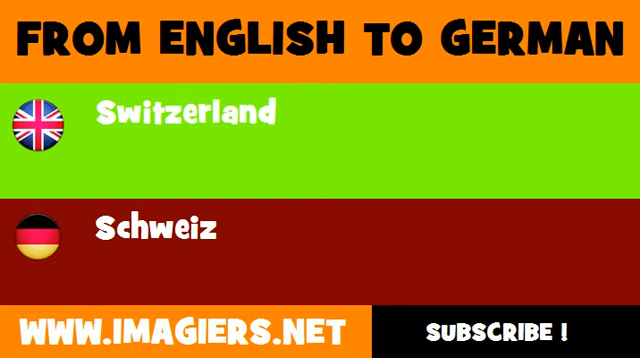 FROM ENGLISH TO GERMAN
Switzerland
Schweiz
WWW.IMAGIERS.NET
SUBSCRIBE !